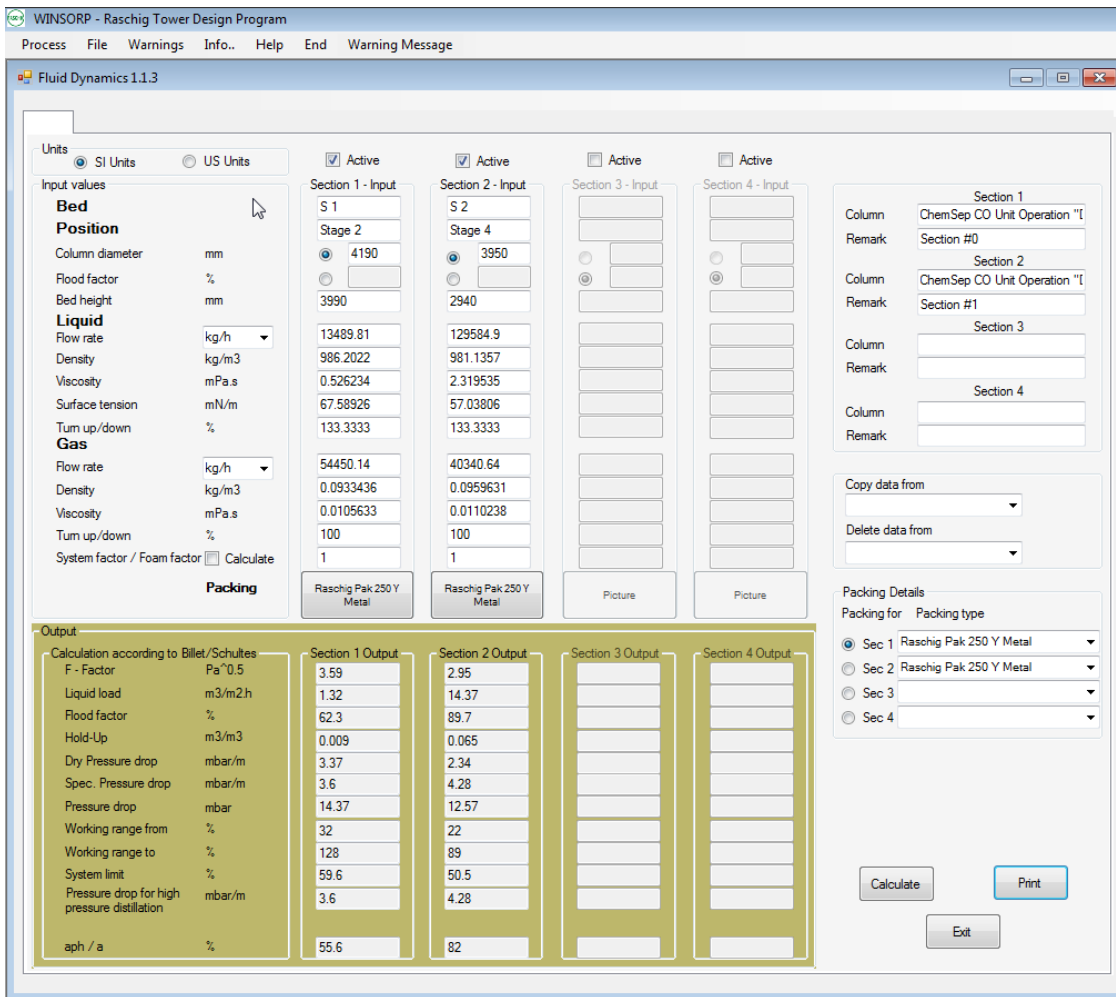 WINSORP - Raschig Tower Design Program
Process File Warnings Info.. Help End Warning Message
Fluid Dynamics 1.1.3
Units
SI Units US Units
Active Active Active Active
Input values Section 1 - Input Section 2 - Input Section 3 - Input Section 4 - Input
Bed S 1 S 2
Position Stage 2 Stage 4
Column diameter mm 4190 3950
Flood factor %
Bed height mm 3990 2940
Liquid
Flow rate kg/h 13489.81 129584.9
Density kg/m3 986.2022 981.1357
Viscosity mPa.s 0.526234 2.319535
Surface tension mN/m 67.58926 57.03806
Turn up/down % 133.3333 133.3333
Gas
Flow rate kg/h 54450.14 40340.64
Density kg/m3 0.0933436 0.0959631
Viscosity mPa.s 0.0105633 0.0110238
Turn up/down % 100 100
System factor / Foam factor Calculate 1 1
Packing Raschig Pak 250 Y Metal Raschig Pak 250 Y Metal Picture Picture
Section 1
Column ChemSep CO Unit Operation "[
Remark Section #0
Section 2
Column ChemSep CO Unit Operation "[
Remark Section #1
Section 3
Column
Remark
Section 4
Column
Remark
Copy data from
Delete data from
Packing Details
Packing for Packing type
Sec 1 Raschig Pak 250 Y Metal
Sec 2 Raschig Pak 250 Y Metal
Sec 3
Sec 4
Output
Calculation according to Billet/Schultes Section 1 Output Section 2 Output Section 3 Output Section 4 Output
F - Factor Pa^0.5 3.59 2.95
Liquid load m3/m2.h 1.32 14.37
Flood factor % 62.3 89.7
Hold-Up m3/m3 0.009 0.065
Dry Pressure drop mbar/m 3.37 2.34
Spec. Pressure drop mbar/m 3.6 4.28
Pressure drop mbar 14.37 12.57
Working range from % 32 22
Working range to % 128 89
System limit % 59.6 50.5
Pressure drop for high mbar/m 3.6 4.28
pressure distillation
aph / a % 55.6 82
Calculate Print
Exit